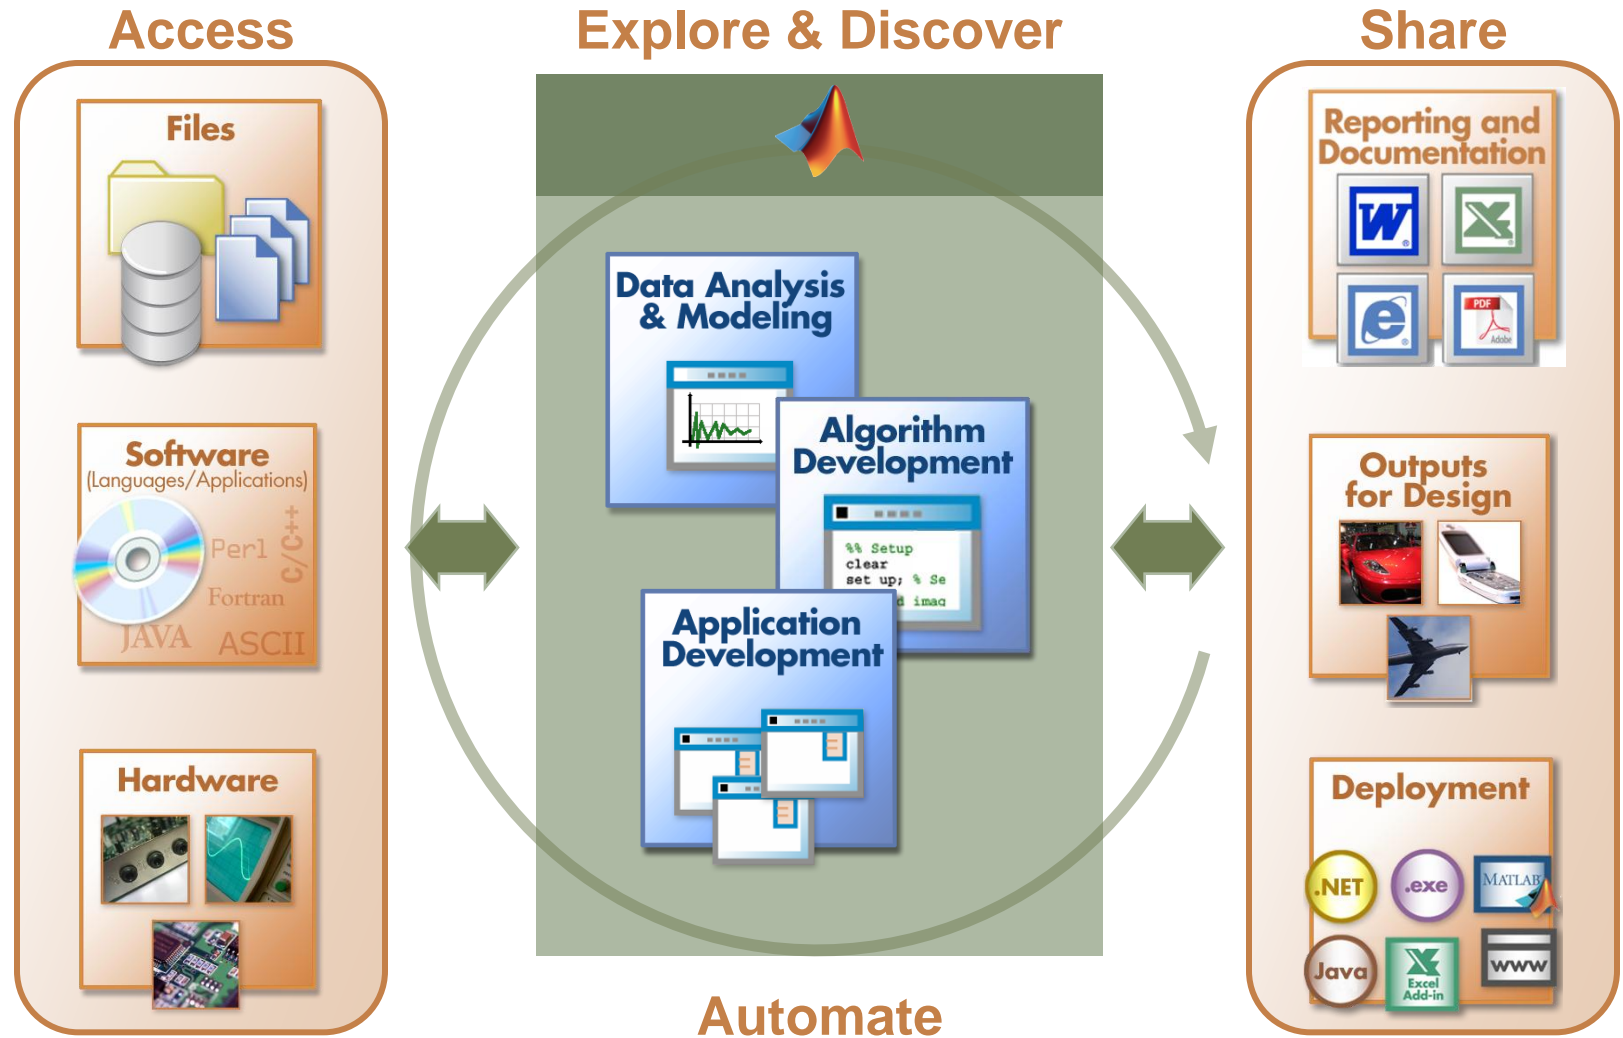 Access
Files
Software
(Languages/Applications)
Perl
C/C++
Fortran
JAVA
ASCII
Hardware
Explore & Discover
Data Analysis
& Modeling
Algorithm
Development
%% Setup
clear
set up; % Se
d imag
Application
Development
Automate
Share
Reporting and
Documentation
W
X
e
PDF
Adobe
Outputs
for Design
Deployment
.NET
.exe
MATLAB
Java
Excel
Add-in
www